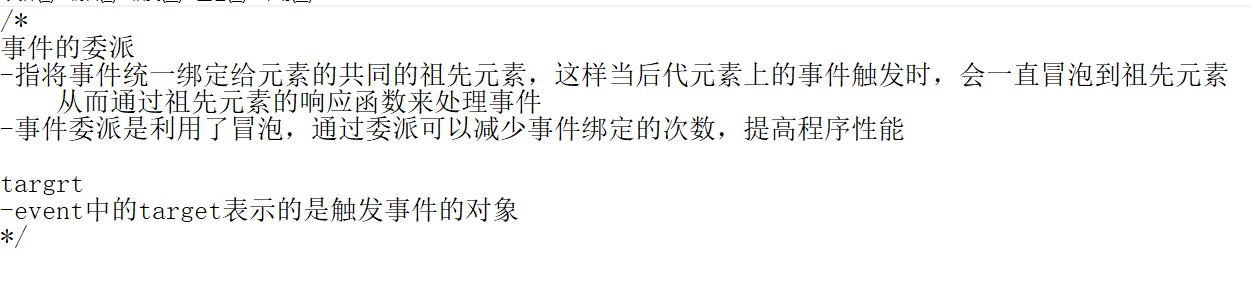 /*
事件的委派
-指将事件统一绑定给元素的共同的祖先元素，这样当后代元素上的事件触发时，会一直冒泡到祖先元素
从而通过祖先元素的响应函数来处理事件
-事件委派是利用了冒泡，通过委派可以减少事件绑定的次数，提高程序性能
targrt
-event中的target表示的是触发事件的对象
*/